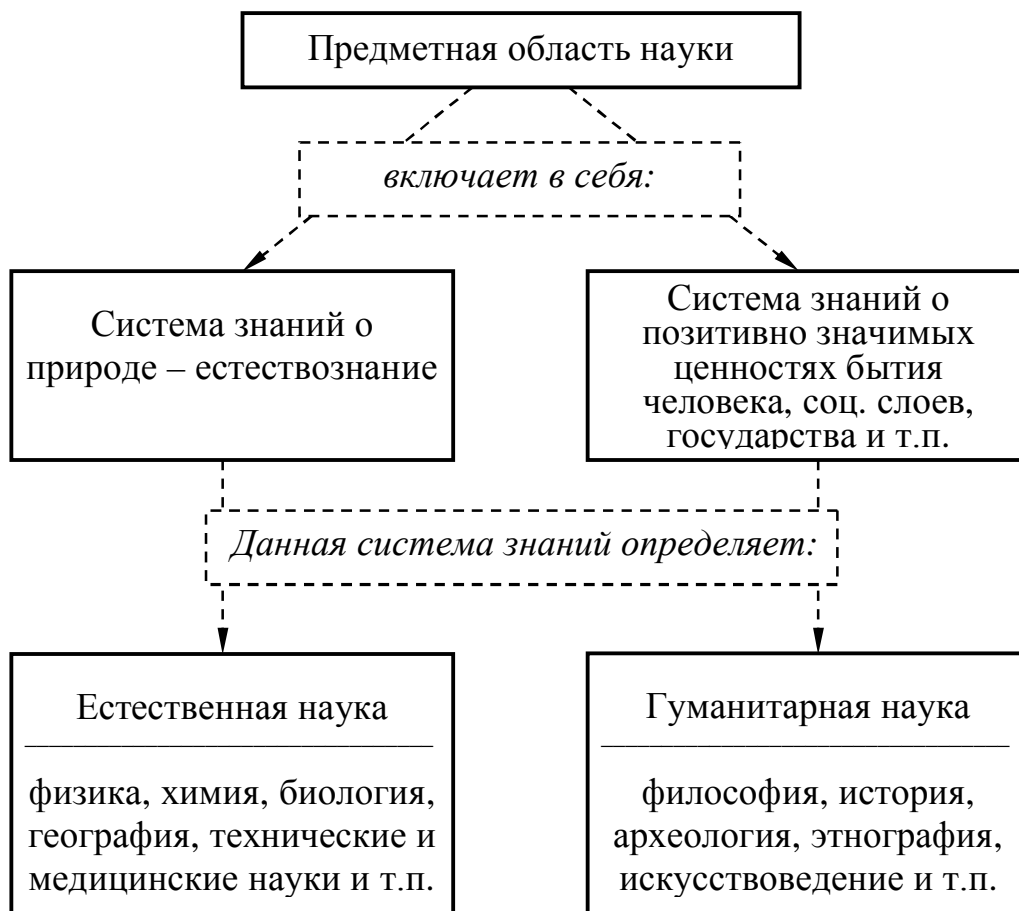 Предметная область науки
включает в себя:
Система знаний о
природе – естествознание
Система знаний о
позитивно значимых
ценностях бытия
человека, соц. слоев,
государства и т.п.
Данная система знаний определяет:
Естественная наука
физика, химия, биология,
география, технические и
медицинские науки и т.п.
Гуманитарная наука
философия, история,
археология, этнография,
искусствоведение и т.п.